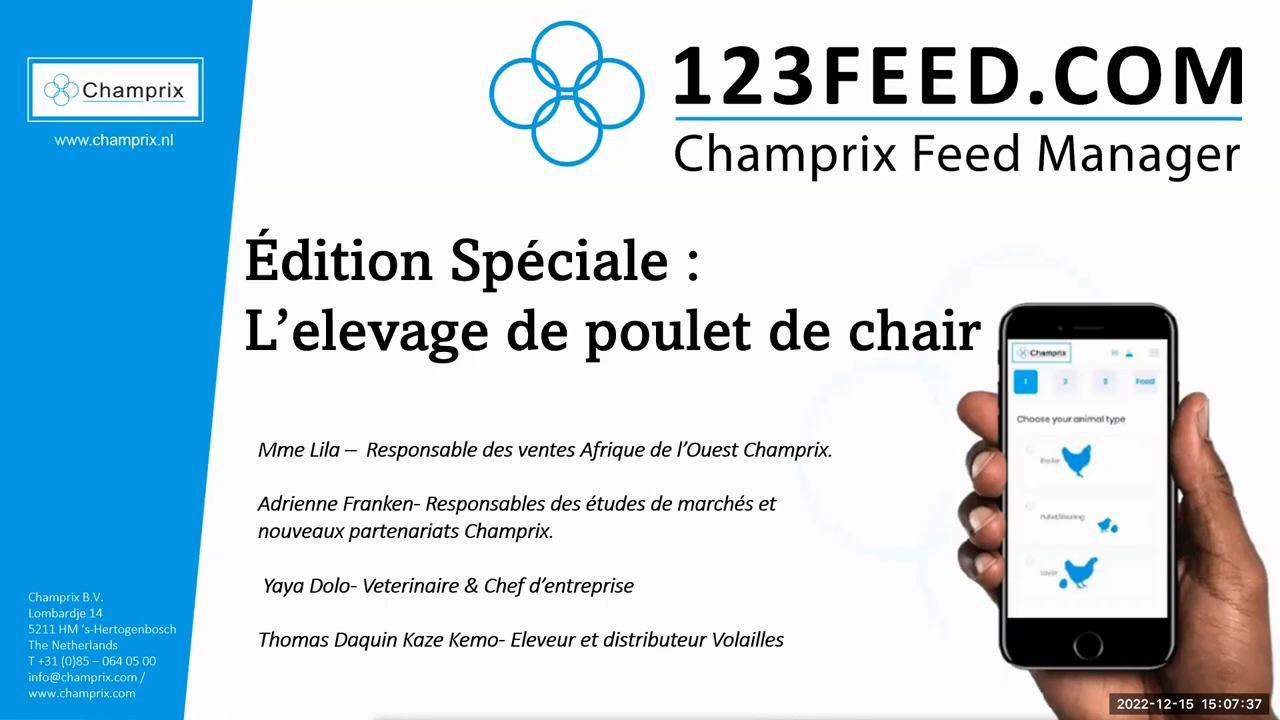 Champrix
www.champrix.nl
123FEED.COM
Champrix Feed Manager
Édition Spéciale :
L’elevage de poulet de chair
Mme Lila – Responsable des ventes Afrique de l’Ouest Champrix.
Adrienne Franken- Responsables des études de marchés et
nouveaux partenariats Champrix.
Yaya Dolo- Veterinaire & Chef d’entreprise
Thomas Daquin Kaze Kemo- Eleveur et distributeur Volailles
Champrix
1 2 3 Feed
Choose your animal type
Broiler
Pullet/Rearing
Layer
Champrix B.V.
Lombardje 14
5211 HM ’s-Hertogenbosch
The Netherlands
T +31 (0)85 – 064 05 00
info@champrix.com /
www.champrix.com
2022-12-15 15:07:37